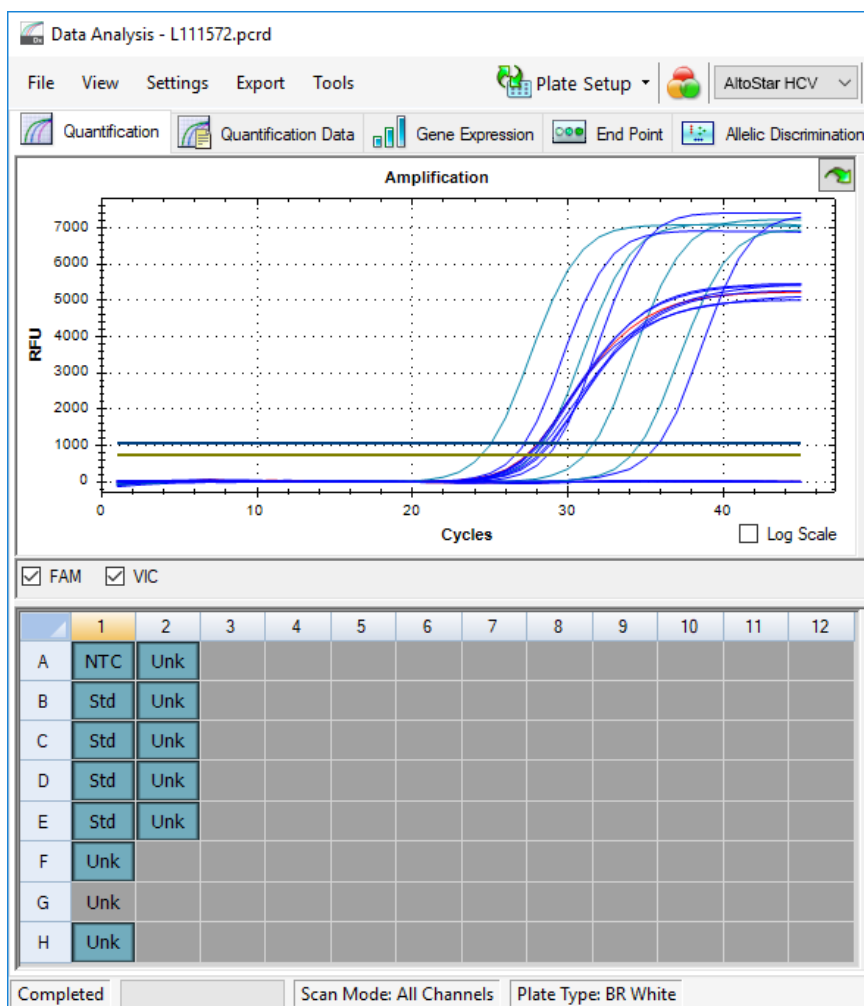 Data Analysis - L111572.pcrd
File View Settings Export Tools Plate Setup AltoStar HCV
Quantification Quantification Data Gene Expression End Point Allelic Discrimination
Amplification
7000
6000
5000
4000
3000
2000
1000
0
RFU
0 10 20 30 40
Cycles
Log Scale
FAM VIC
1 2 3 4 5 6 7 8 9 10 11 12
A NTC Unk
B Std Unk
C Std Unk
D Std Unk
E Std Unk
F Unk
G Unk
H Unk
Completed Scan Mode: All Channels Plate Type: BR White